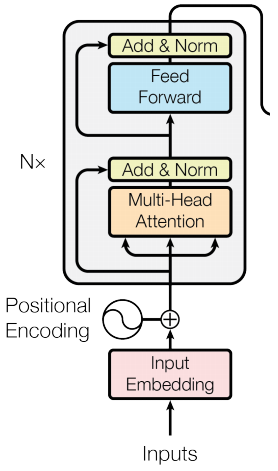 Add & Norm
Feed
Forward
N×
Add & Norm
Multi-Head
Attention
Positional
Encoding
Input
Embedding
Inputs